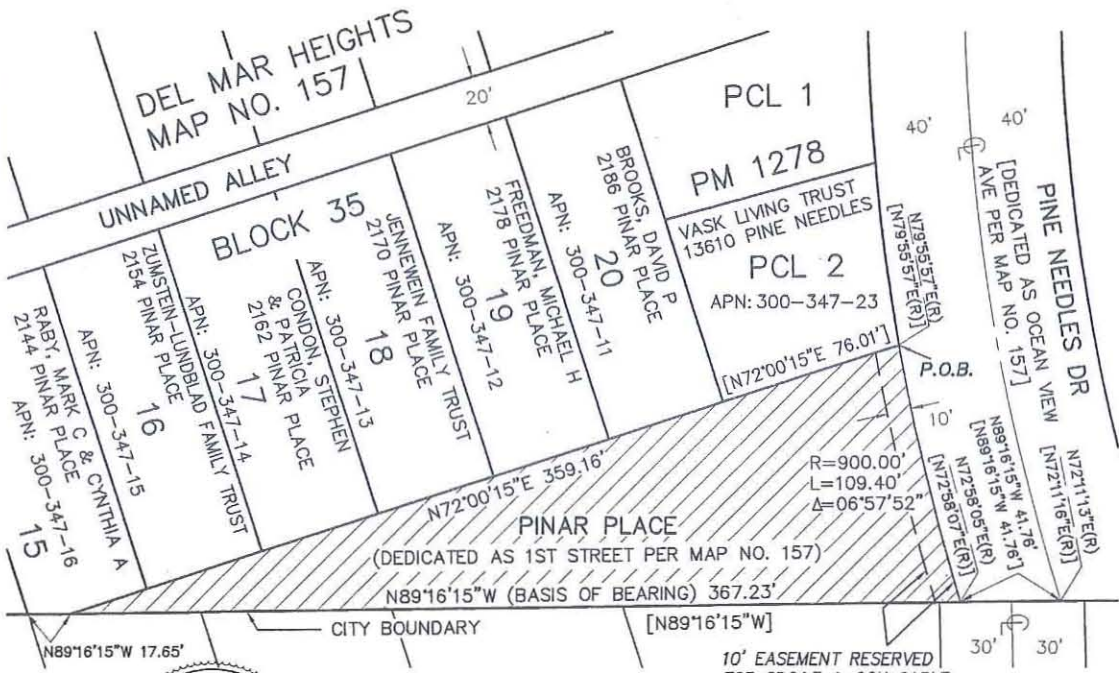 DEL MAR HEIGHTS
MAP NO. 157
20'
UNNAMED ALLEY
BLOCK 35
PCL 1
PM 1278
VASK LIVING TRUST
13610 PINE NEEDLES
PCL 2
APN: 300-347-23
[N72°00'15"E 76.01']
BROOKS, DAVID P
2186 PINAR PLACE
20
APN: 300-347-11
FREEDMAN, MICHAEL H
2178 PINAR PLACE
19
APN: 300-347-12
JENNEWEIN FAMILY TRUST
2170 PINAR PLACE
18
APN: 300-347-13
CONDON, STEPHEN
& PATRICIA
2162 PINAR PLACE
17
APN: 300-347-14
ZUMSTEIN-LUNDBLAD FAMILY TRUST
2154 PINAR PLACE
16
APN: 300-347-15
RABY, MARK C & CYNTHIA A
2144 PINAR PLACE
APN: 300-347-16
15
40'
40'
PINE NEEDLES DR
[DEDICATED AS OCEAN VIEW
AVE PER MAP NO. 157]
N79°55'57"E(R)
[N79°55'57"E(R)]
P.O.B.
10'
R=900.00'
L=109.40'
Δ=06°57'52"
N72°58'05"E(R)
[N72°58'07"E(R)]
N89°16'15"W 41.76'
[N89°16'15"W 41.76']
N72°11'13"E(R)
[N72°11'16"E(R)]
N72°00'15"E 359.16'
PINAR PLACE
(DEDICATED AS 1ST STREET PER MAP NO. 157)
N89°16'15"W (BASIS OF BEARING) 367.23'
[N89°16'15"W]
CITY BOUNDARY
N89°16'15"W 17.65'
30'
30'
10' EASEMENT RESERVED